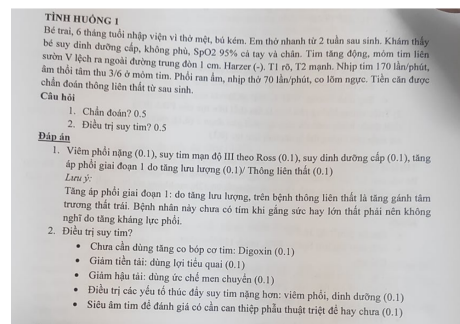 TÌNH HUỐNG 1
Bé trai, 6 tháng tuổi nhập viện vì thở mệt, bú kém. Em thở nhanh từ 2 tuần sau sinh. Khám thấy
bé suy dinh dưỡng cấp, không phù, SpO2 95% cả tay và chân. Tim tăng động, mỏm tim liên
sườn V lệch ra ngoài đường trung đòn 1 cm. Harzer (-). T1 rõ, T2 mạnh. Nhịp tim 170 lần/phút,
âm thổi tâm thu 3/6 ở mỏm tim. Phổi ran ẩm, nhịp thở 70 lần/phút, co lõm ngực. Tiền căn được
chẩn đoán thông liên thất từ sau sinh.
Câu hỏi
1. Chẩn đoán? 0.5
2. Điều trị suy tim? 0.5
Đáp án
1. Viêm phổi nặng (0.1), suy tim mạn độ III theo Ross (0.1), suy dinh dưỡng cấp (0.1), tăng
áp phổi giai đoạn 1 do tăng lưu lượng (0.1)/ Thông liên thất (0.1)
Lưu ý:
Tăng áp phổi giai đoạn 1: do tăng lưu lượng, trên bệnh thông liên thất là tăng gánh tâm
trương thất trái. Bệnh nhân này chưa có tim khi gắng sức hay lớn thất phải nên không
nghĩ do tăng kháng lực phổi.
2. Điều trị suy tim?
• Chưa cần dùng tăng co bóp cơ tim: Digoxin (0.1)
• Giảm tiền tải: dùng lợi tiểu quai (0.1)
• Giảm hậu tải: dùng ức chế men chuyển (0.1)
• Điều trị các yếu tố thúc đẩy suy tim nặng hơn: viêm phổi, dinh dưỡng (0.1)
• Siêu âm tim để đánh giá có cần can thiệp phẫu thuật triệt để hay chưa (0.1)